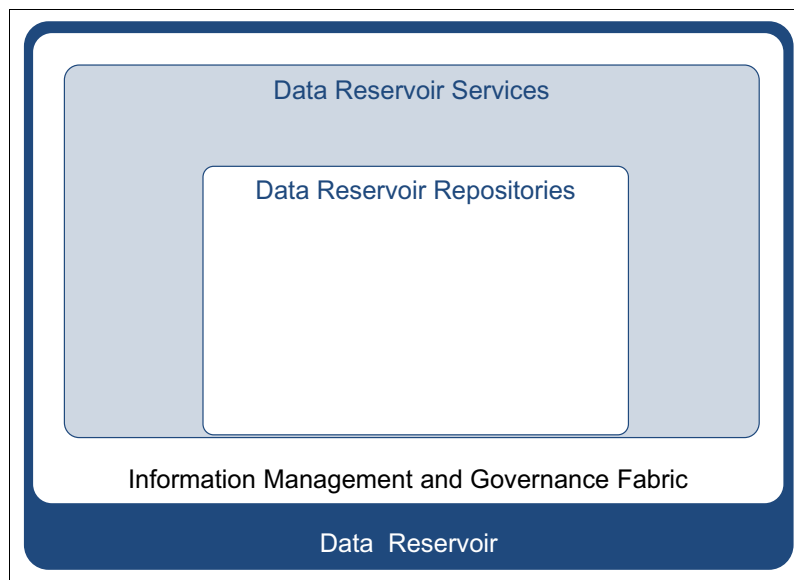 Data Reservoir Services
Data Reservoir Repositories
Information Management and Governance Fabric
Data Reservoir